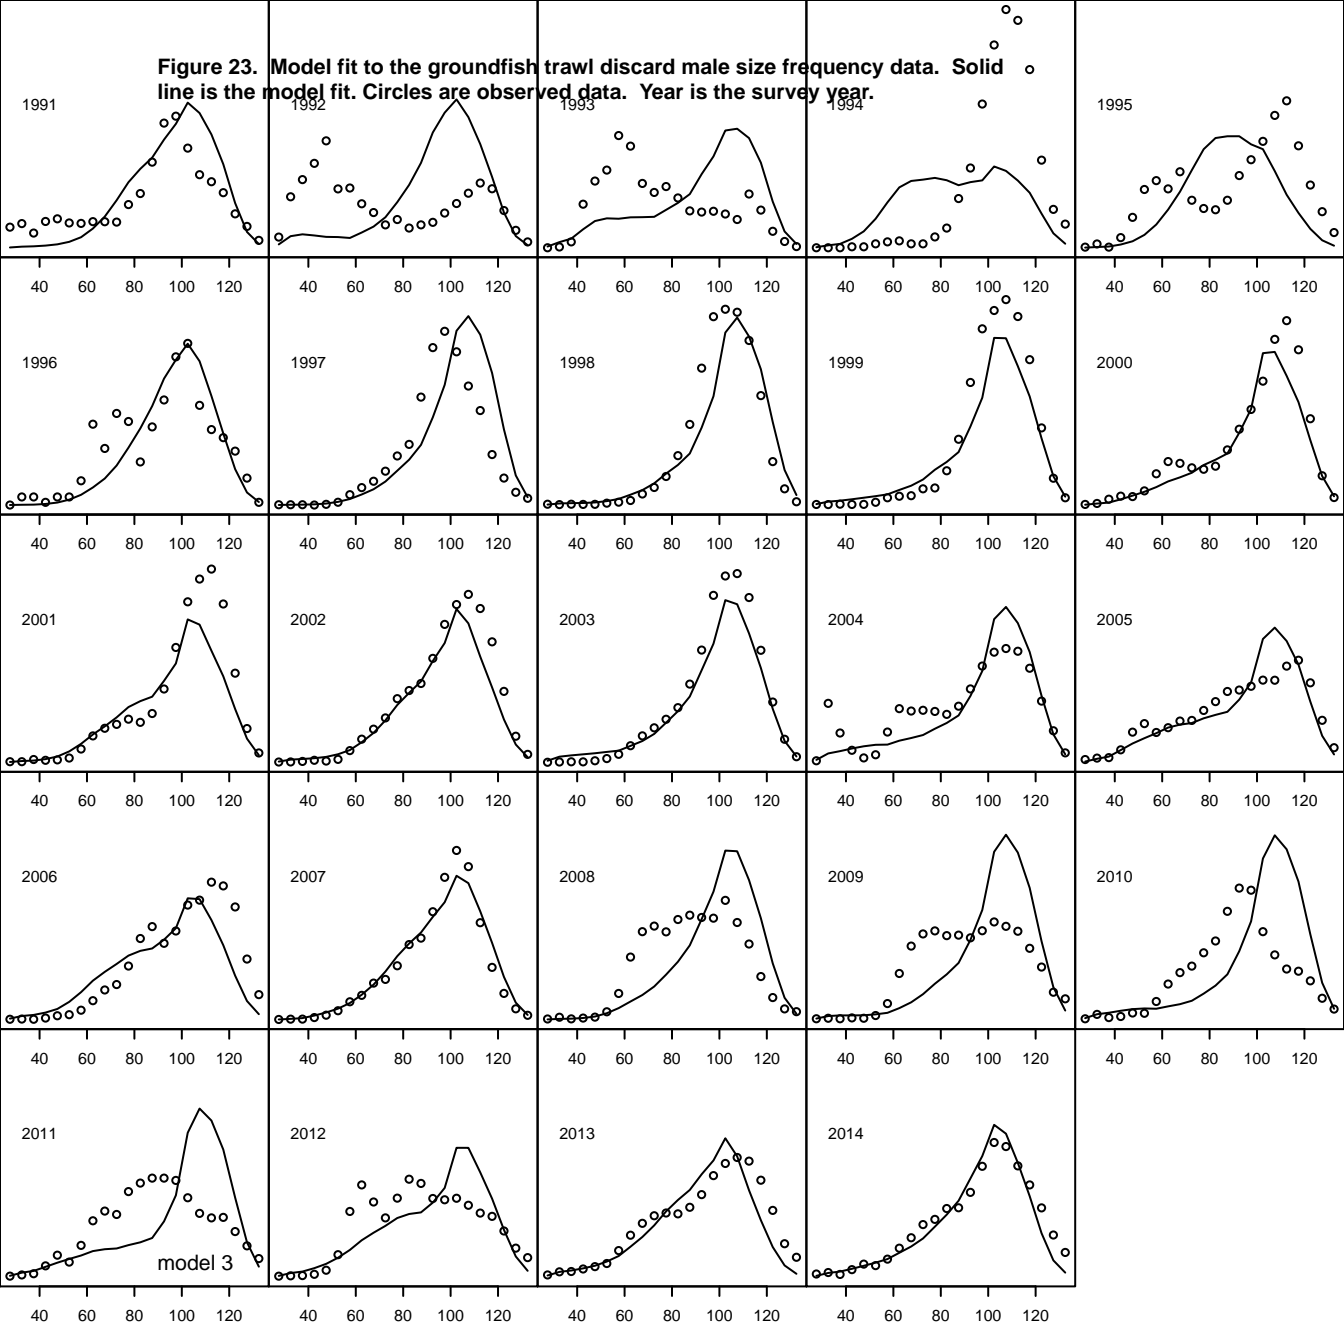 Figure 23. Model fit to the groundfish trawl discard male size frequency data. Solid
line is the model fit. Circles are observed data. Year is the survey year.
1991 1992 1993 1994 1995
40 60 80 100 120 40 60 80 100 120 40 60 80 100 120 40 60 80 100 120 40 60 80 100 120
1996 1997 1998 1999 2000
40 60 80 100 120 40 60 80 100 120 40 60 80 100 120 40 60 80 100 120 40 60 80 100 120
2001 2002 2003 2004 2005
40 60 80 100 120 40 60 80 100 120 40 60 80 100 120 40 60 80 100 120 40 60 80 100 120
2006 2007 2008 2009 2010
40 60 80 100 120 40 60 80 100 120 40 60 80 100 120 40 60 80 100 120 40 60 80 100 120
2011 2012 2013 2014
model 3
40 60 80 100 120 40 60 80 100 120 40 60 80 100 120 40 60 80 100 120